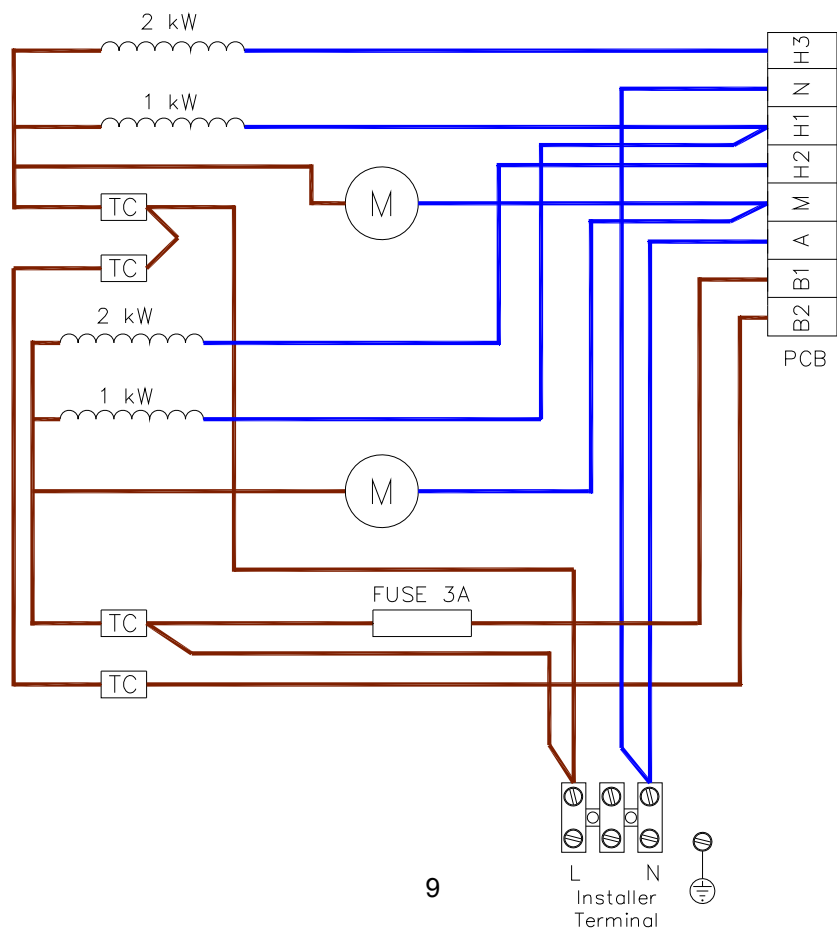 2 kW
H3
N
1 kW
H1
H2
M
M
TC
A
TC
B1
2 kW
B2
PCB
1 kW
M
FUSE 3A
TC
TC
L N
Installer
Terminal
9